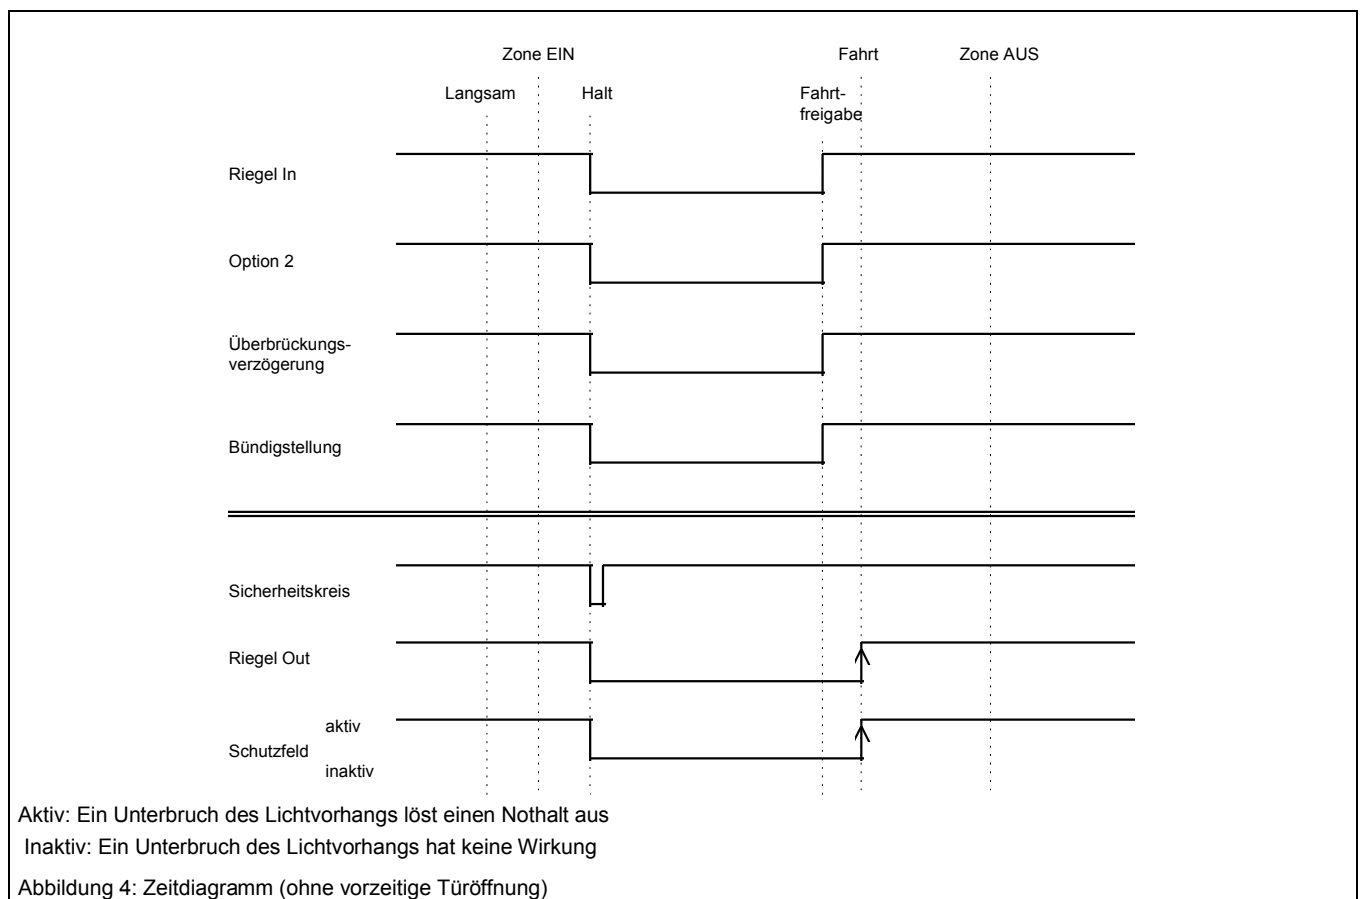 Zone EIN
Fahrt
Zone AUS
Langsam
Halt
Fahrt-
freigabe
Riegel In
Option 2
Überbrückungs-
verzögerung
Bündigstellung
Sicherheitskreis
Riegel Out
aktiv
Schutzfeld
inaktiv
Aktiv: Ein Unterbruch des Lichtvorhangs löst einen Nothalt aus
Inaktiv: Ein Unterbruch des Lichtvorhangs hat keine Wirkung
Abbildung 4: Zeitdiagramm (ohne vorzeitige Türöffnung)